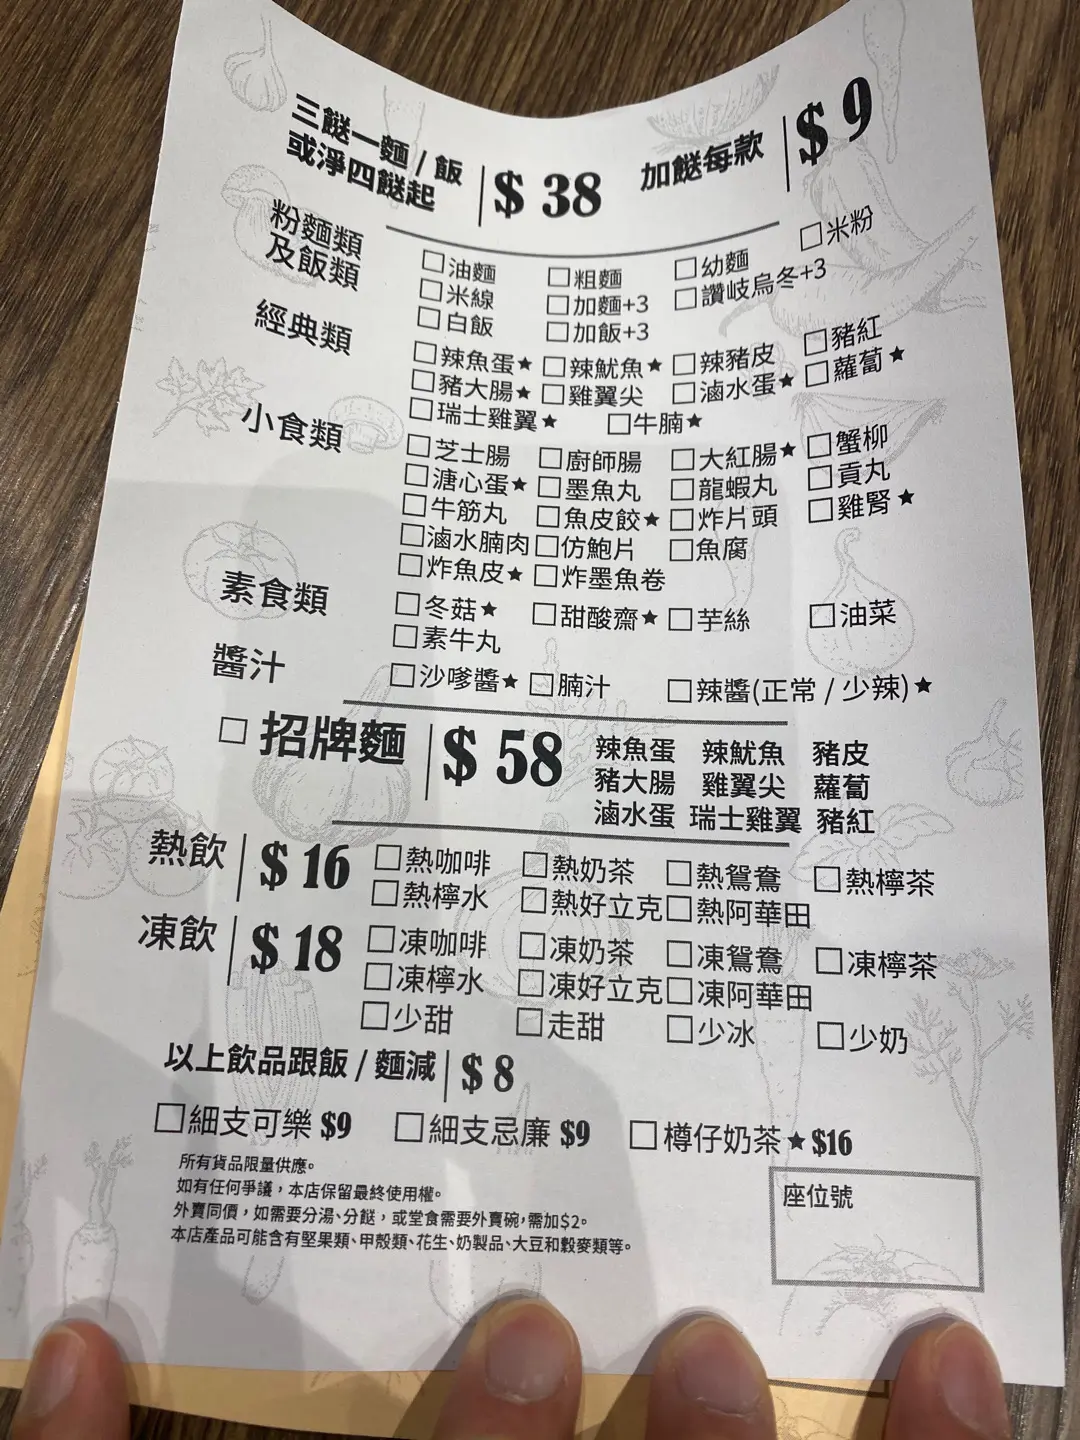 三餸一麵 / 飯
或淨四餸起
$ 38
加餸每款
$ 9
粉麵類
及飯類
□油麵 □粗麵 □幼麵 □米粉
□米線 □加麵+3 □讚岐烏冬+3
□白飯 □加飯+3
經典類
□辣魚蛋★ □辣魷魚★ □辣豬皮 □豬紅
□豬大腸★ □雞翼尖 □滷水蛋★ □蘿蔔★
□瑞士雞翼★ □牛腩★
小食類
□芝士腸 □廚師腸 □大紅腸★ □蟹柳
□溏心蛋★ □墨魚丸 □龍蝦丸 □貢丸
□牛筋丸 □魚皮餃★ □炸片頭 □雞腎★
□滷水腩肉 □仿鮑片 □魚腐
□炸魚皮★ □炸墨魚卷
素食類
□冬菇★ □甜酸齋★ □芋絲 □油菜
□素牛丸
醬汁
□沙嗲醬★ □腩汁 □辣醬(正常 / 少辣)★
□ 招牌麵 $ 58
辣魚蛋 辣魷魚 豬皮
豬大腸 雞翼尖 蘿蔔
滷水蛋 瑞士雞翼 豬紅
熱飲 $ 16
□熱咖啡 □熱奶茶 □熱鴛鴦 □熱檸茶
□熱檸水 □熱好立克 □熱阿華田
凍飲 $ 18
□凍咖啡 □凍奶茶 □凍鴛鴦 □凍檸茶
□凍檸水 □凍好立克 □凍阿華田
□少甜 □走甜 □少冰 □少奶
以上飲品跟飯 / 麵減 $ 8
□細支可樂 $9 □細支忌廉 $9 □樽仔奶茶★ $16
所有貨品限量供應。
如有任何爭議，本店保留最終使用權。
外賣同價，如需要分湯、分餸，或堂食需要外賣碗，需加$2。
本店產品可能含有堅果類、甲殼類、花生、奶製品、大豆和穀麥類等。
座位號